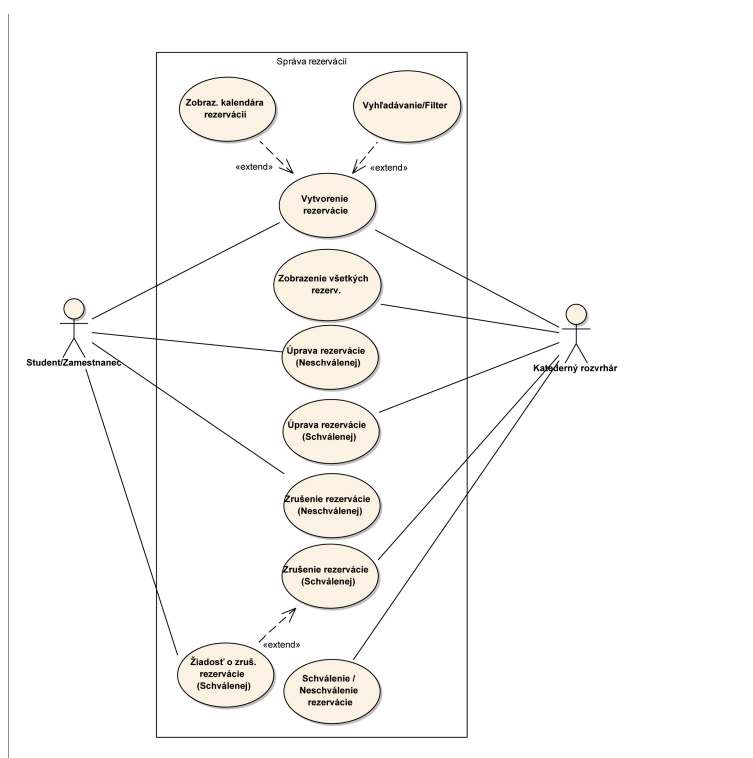 Správa rezervácií
Zobraz. kalendára
rezervácií
Vyhľadávanie/Filter
«extend»
«extend»
Vytvorenie
rezervácie
Zobrazenie všetkých
rezerv.
Student/Zamestnanec
Úprava rezervácie
(Neschválenej)
Katederný rozvrhár
Úprava rezervácie
(Schválenej)
Zrušenie rezervácie
(Neschválenej)
Zrušenie rezervácie
(Schválenej)
«extend»
Žiadosť o zruš.
rezervácie
(Schválenej)
Schválenie /
Neschválenie
rezervácie